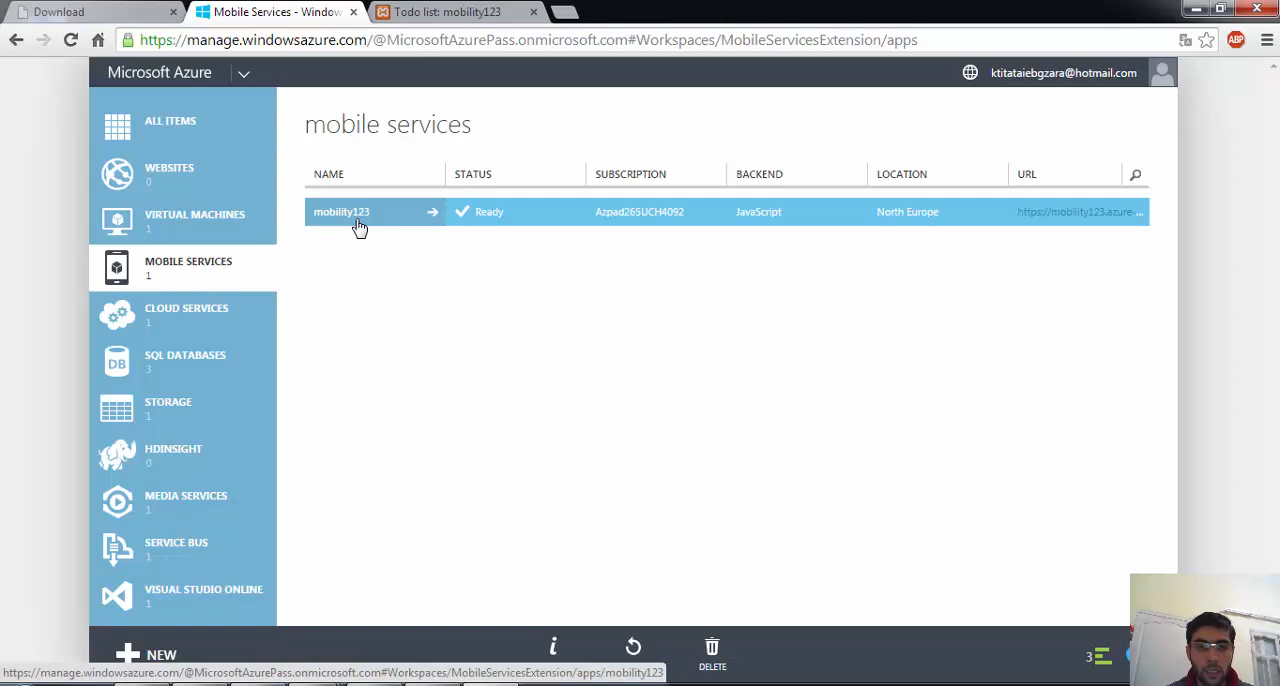 Download
Mobile Services - Window
Todo list: mobility123
https://manage.windowsazure.com/@MicrosoftAzurePass.onmicrosoft.com#Workspaces/MobileServicesExtension/apps
ABP
Microsoft Azure
ktitataiebgzara@hotmail.com
ALL ITEMS
WEBSITES
0
VIRTUAL MACHINES
1
MOBILE SERVICES
1
CLOUD SERVICES
1
SQL DATABASES
3
DB
STORAGE
1
HDINSIGHT
0
MEDIA SERVICES
1
SERVICE BUS
1
VISUAL STUDIO ONLINE
1
mobile services
NAME STATUS SUBSCRIPTION BACKEND LOCATION URL
mobility123 Ready Azpad265UCH4092 JavaScript North Europe https://mobility123.azure-...
NEW
DELETE
3
https://manage.windowsazure.com/@MicrosoftAzurePass.onmicrosoft.com#Workspaces/MobileServicesExtension/apps/mobility123